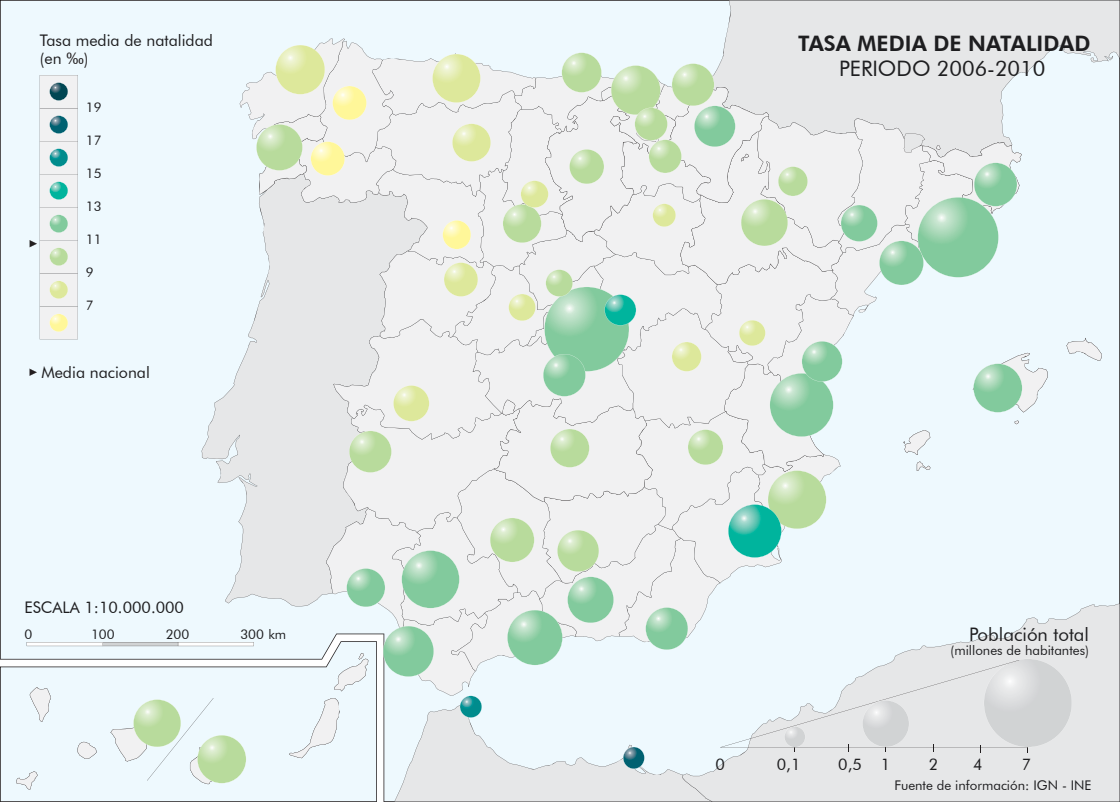 TASA MEDIA DE NATALIDAD
PERIODO 2006-2010
Tasa media de natalidad
(en ‰)
19
17
15
13
11
9
7
Media nacional
ESCALA 1:10.000.000
0 100 200 300 km
Población total
(millones de habitantes)
0 0,1 0,5 1 2 4 7
Fuente de información: IGN - INE